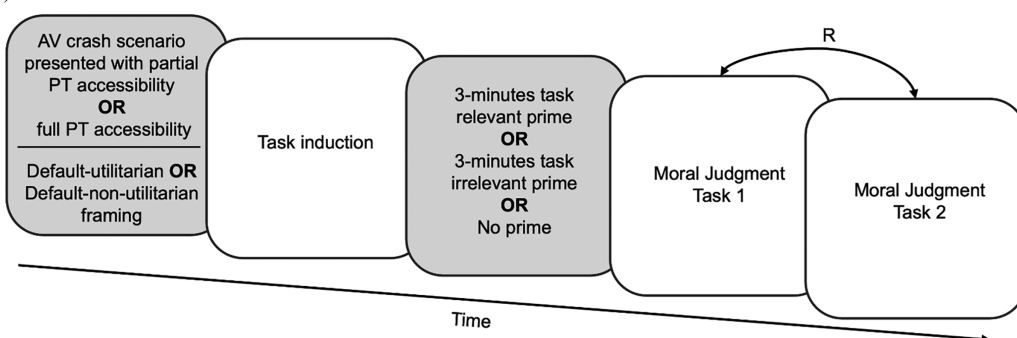 AV crash scenario
presented with partial
PT accessibility
OR
full PT accessibility
Default-utilitarian OR
Default-non-utilitarian
framing
Task induction
3-minutes task
relevant prime
OR
3-minutes task
irrelevant prime
OR
No prime
R
Moral Judgment
Task 1
Moral Judgment
Task 2
Time